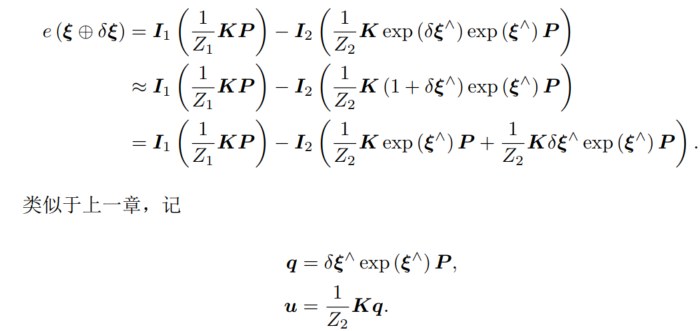 e (ξ ⊕ δξ) = I₁ (1/Z₁ KP) − I₂ (1/Z₂ K exp (δξ^∧) exp (ξ^∧) P)
≈ I₁ (1/Z₁ KP) − I₂ (1/Z₂ K (1 + δξ^∧) exp (ξ^∧) P)
= I₁ (1/Z₁ KP) − I₂ (1/Z₂ K exp (ξ^∧) P + 1/Z₂ Kδξ^∧ exp (ξ^∧) P) .
类似于上一章，记
q = δξ^∧ exp (ξ^∧) P,
u = 1/Z₂ Kq.